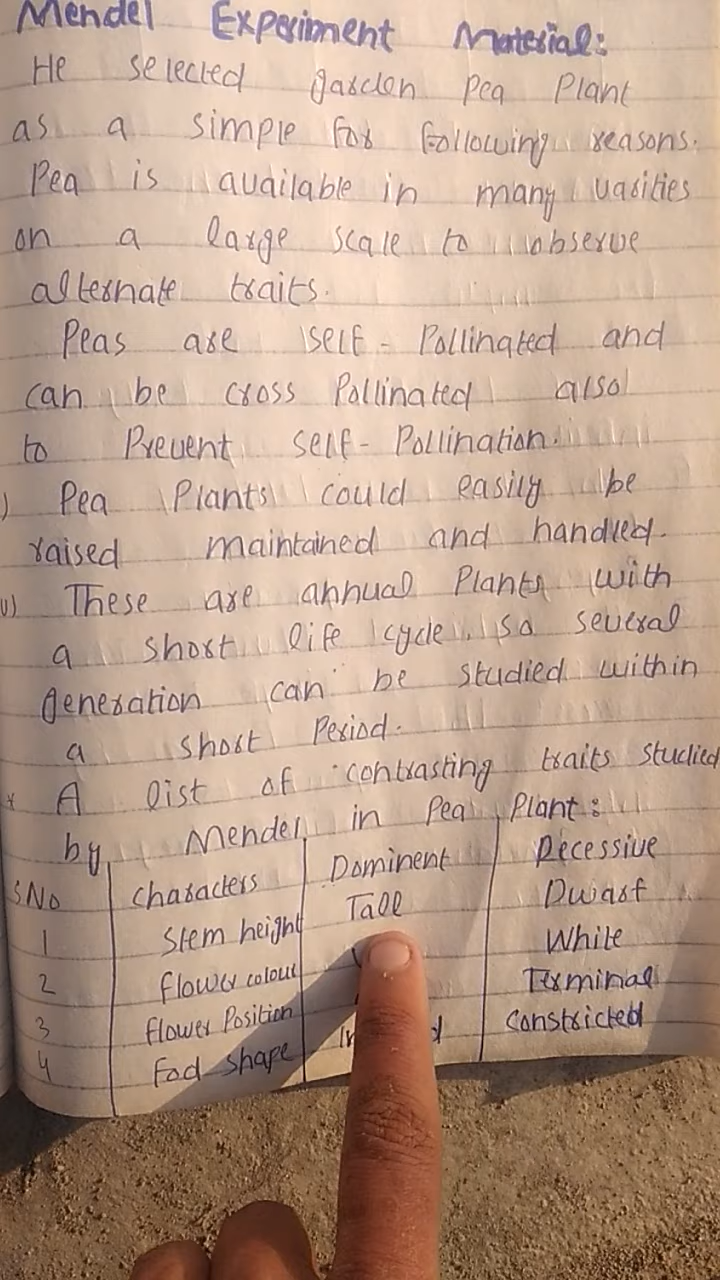 Mendel Experiment Material:
He selected garden pea Plant
as a simple for following reasons.
Pea is available in many varities
on a large scale to observe
alternate traits.
Peas are self-Pollinated and
can be cross Pollinated also
to Prevent self-Pollination.
) Pea Plants could easily be
raised maintained and handled.
These are annual Plants with
a short life cycle, so several
generation can be studied within
a short Period.
* A list of contrasting traits studied
by Mendel in Pea Plant:
S.No Characters Dominent Recessive
1 Stem height Tall Dwarf
2 flower colour White
3 flower Position Terminal
4 Pod shape Constricted